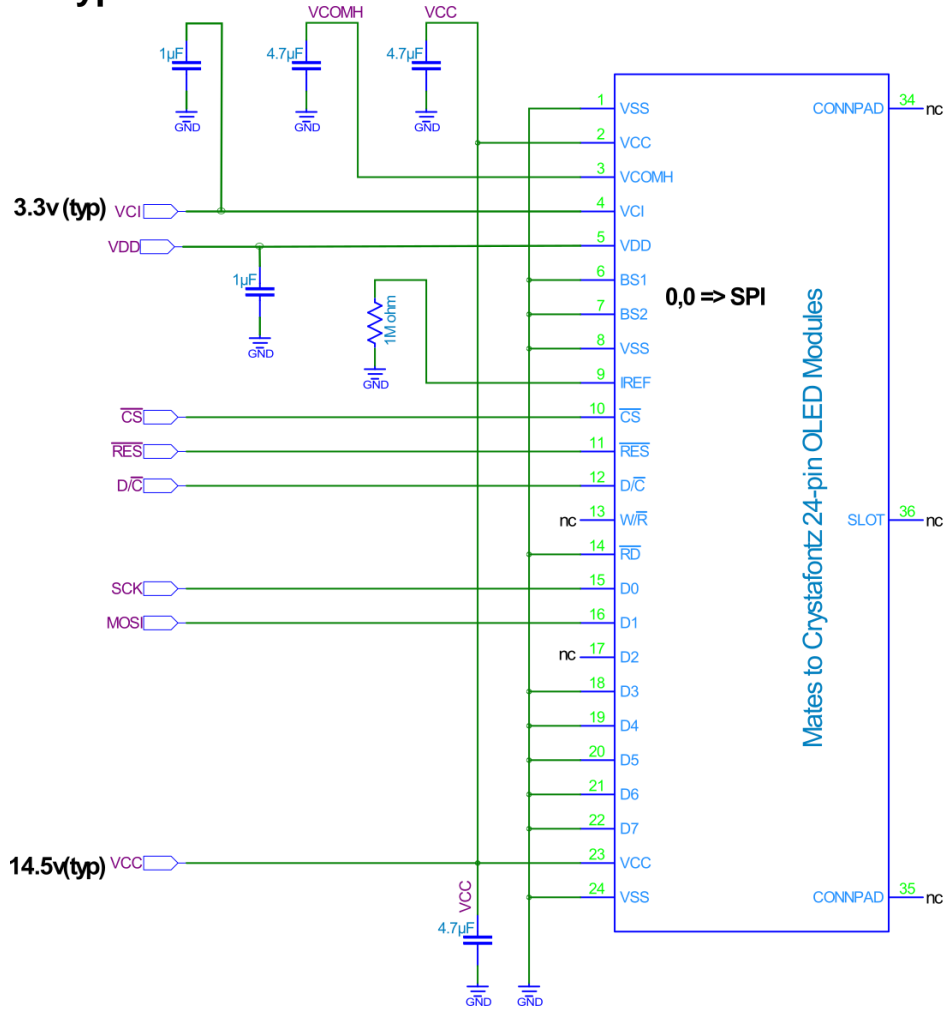 yp
VCOMH
VCC
1µF
4.7µF
4.7µF
GND
GND
GND
1
VSS
CONNPAD
34
nc
2
VCC
3
VCOMH
3.3v (typ)
VCI
4
VCI
VDD
5
VDD
1µF
GND
6
BS1
0,0 => SPI
7
BS2
1M ohm
GND
8
VSS
9
IREF
CS
10
CS
RES
11
RES
D/C
12
D/C
nc
13
W/R
SLOT
36
nc
14
RD
SCK
15
D0
MOSI
16
D1
nc
17
D2
18
D3
19
D4
20
D5
21
D6
22
D7
Mates to Crystafontz 24-pin OLED Modules
14.5v(typ)
VCC
23
VCC
VCC
24
VSS
CONNPAD
35
nc
4.7µF
GND
GND